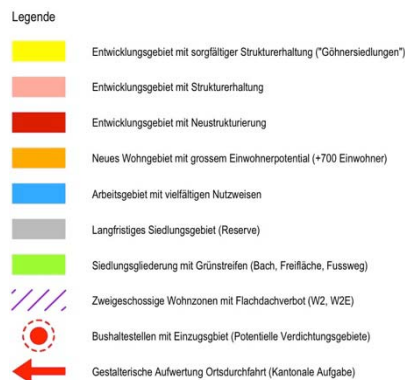 Legende
Entwicklungsgebiet mit sorgfältiger Strukturerhaltung ("Göhnersiedlungen")
Entwicklungsgebiet mit Strukturerhaltung
Entwicklungsgebiet mit Neustrukturierung
Neues Wohngebiet mit grossem Einwohnerpotential (+700 Einwohner)
Arbeitsgebiet mit vielfältigen Nutzweisen
Langfristiges Siedlungsgebiet (Reserve)
Siedlungsgliederung mit Grünstreifen (Bach, Freifläche, Fussweg)
Zweigeschossige Wohnzonen mit Flachdachverbot (W2, W2E)
Bushaltestellen mit Einzugsgbiet (Potentielle Verdichtungsgebiete)
Gestalterische Aufwertung Ortsdurchfahrt (Kantonale Aufgabe)